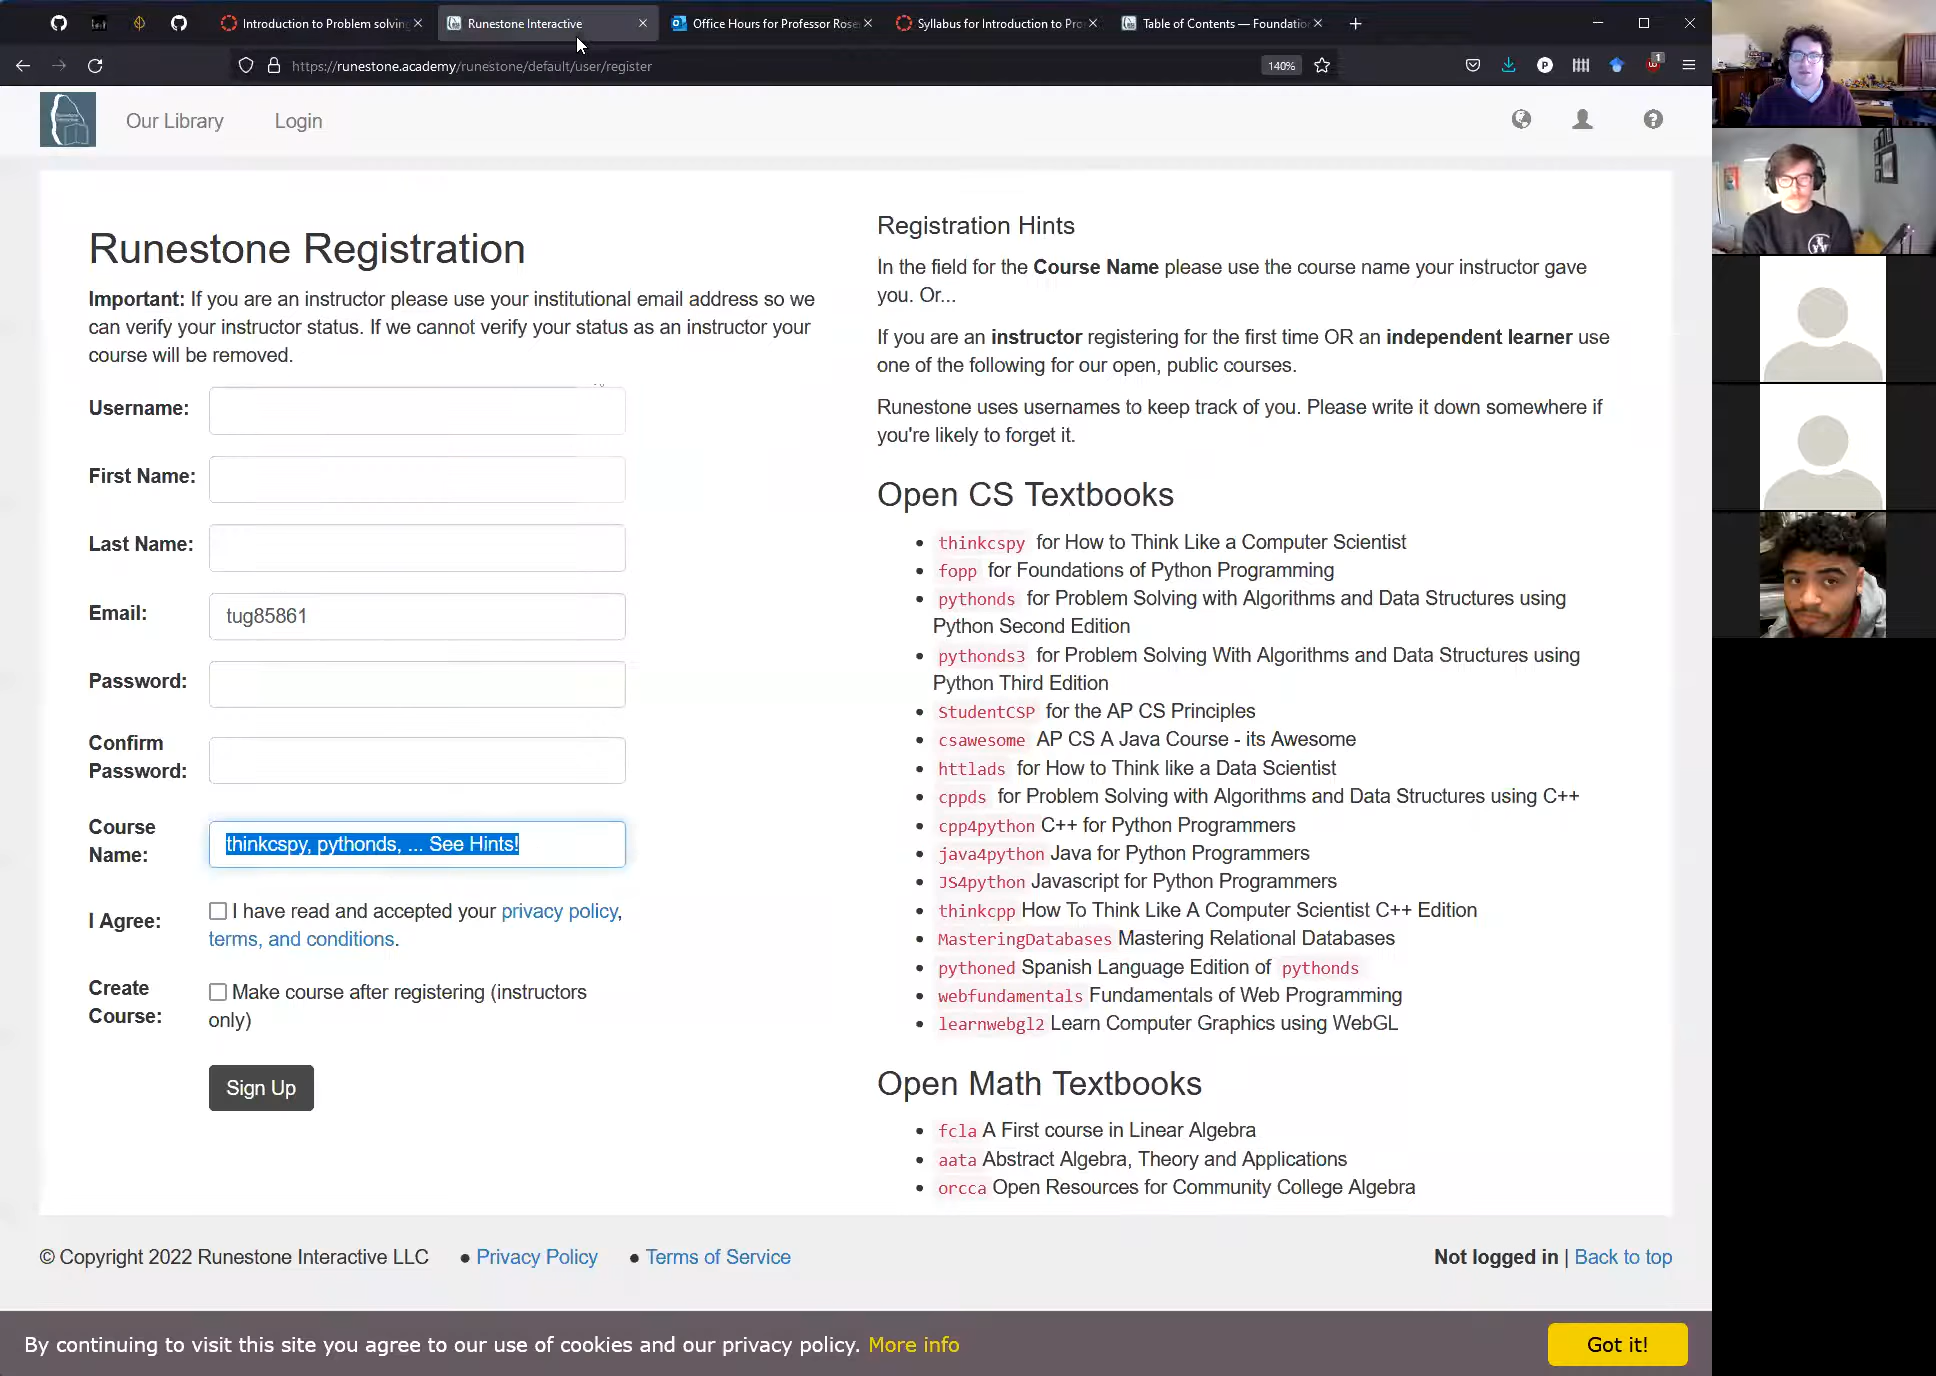 Introduction to Problem solving
Runestone Interactive
Office Hours for Professor Rose
Syllabus for Introduction to Pro
Table of Contents — Foundatio
https://runestone.academy/runestone/default/user/register
140%
1
Our Library
Login
Runestone Registration
Important: If you are an instructor please use your institutional email address so we
can verify your instructor status. If we cannot verify your status as an instructor your
course will be removed.
Username:
First Name:
Last Name:
Email:
tug85861
Password:
Confirm
Password:
Course
Name:
thinkcspy, pythonds, ... See Hints!
I Agree:
I have read and accepted your privacy policy,
terms, and conditions.
Create
Course:
Make course after registering (instructors
only)
Sign Up
Registration Hints
In the field for the Course Name please use the course name your instructor gave
you. Or...
If you are an instructor registering for the first time OR an independent learner use
one of the following for our open, public courses.
Runestone uses usernames to keep track of you. Please write it down somewhere if
you're likely to forget it.
Open CS Textbooks
thinkcspy for How to Think Like a Computer Scientist
fopp for Foundations of Python Programming
pythonds for Problem Solving with Algorithms and Data Structures using
Python Second Edition
pythonds3 for Problem Solving With Algorithms and Data Structures using
Python Third Edition
StudentCSP for the AP CS Principles
csawesome AP CS A Java Course - its Awesome
httlads for How to Think like a Data Scientist
cppds for Problem Solving with Algorithms and Data Structures using C++
cpp4python C++ for Python Programmers
java4python Java for Python Programmers
JS4python Javascript for Python Programmers
thinkcpp How To Think Like A Computer Scientist C++ Edition
MasteringDatabases Mastering Relational Databases
pythoned Spanish Language Edition of pythonds
webfundamentals Fundamentals of Web Programming
learnwebgl2 Learn Computer Graphics using WebGL
Open Math Textbooks
fcla A First course in Linear Algebra
aata Abstract Algebra, Theory and Applications
orcca Open Resources for Community College Algebra
© Copyright 2022 Runestone Interactive LLC
Privacy Policy
Terms of Service
Not logged in | Back to top
By continuing to visit this site you agree to our use of cookies and our privacy policy. More info
Got it!